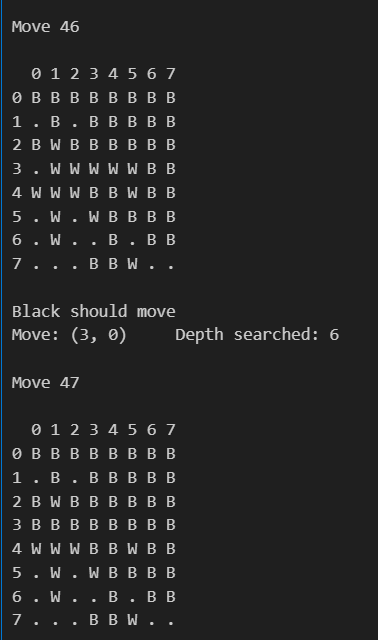 Move 46
0 1 2 3 4 5 6 7
0 B B B B B B B B
1 . B . B B B B B
2 B W B B B B B B
3 . W W W W W B B
4 W W W B B W B B
5 . W . W B B B B
6 . W . . B . B B
7 . . . B B W . .
Black should move
Move: (3, 0)     Depth searched: 6
Move 47
0 1 2 3 4 5 6 7
0 B B B B B B B B
1 . B . B B B B B
2 B W B B B B B B
3 B B B B B B B B
4 W W W B B W B B
5 . W . W B B B B
6 . W . . B . B B
7 . . . B B W . .